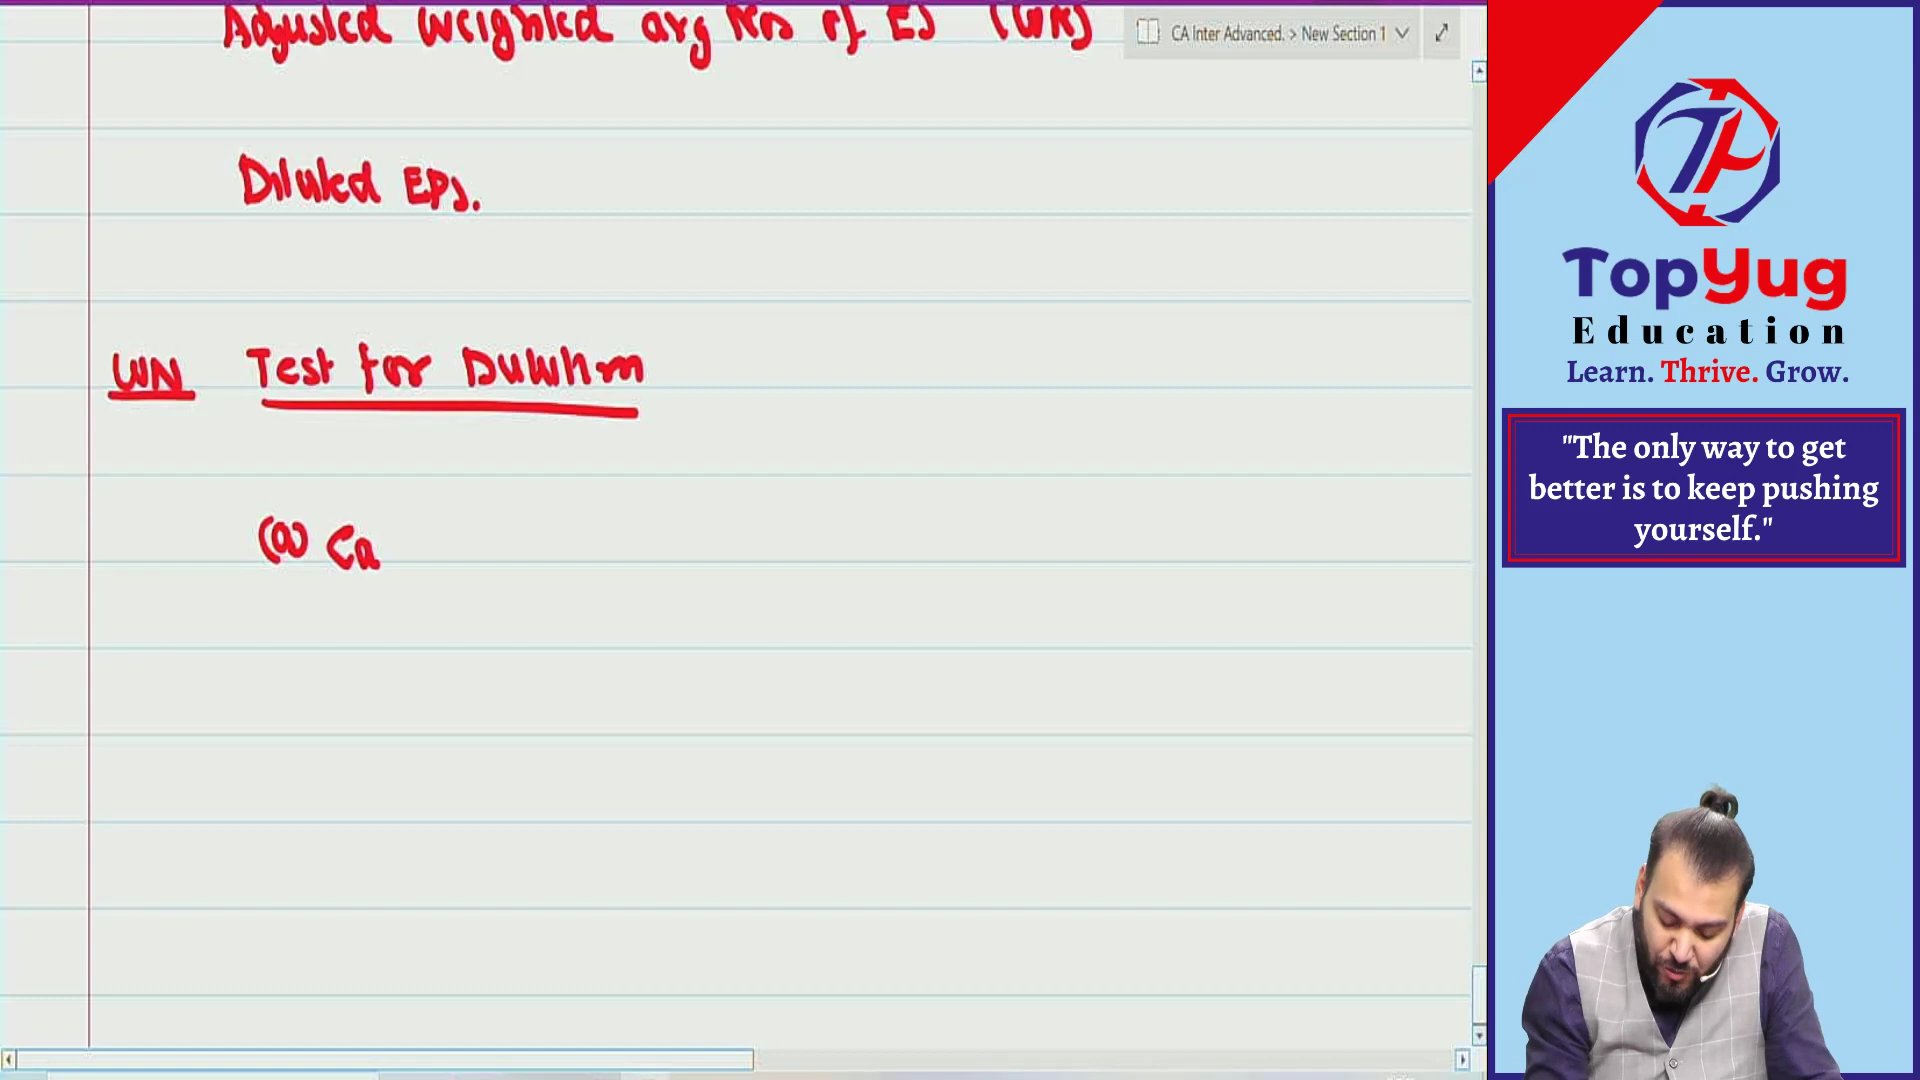 Adjusted weighted avg Nos of ES (WN)
CA Inter Advanced. > New Section 1
Diluted EPS.
WN Test for Dilution
(a) Ca
TopYug
Education
Learn. Thrive. Grow.
"The only way to get
better is to keep pushing
yourself."